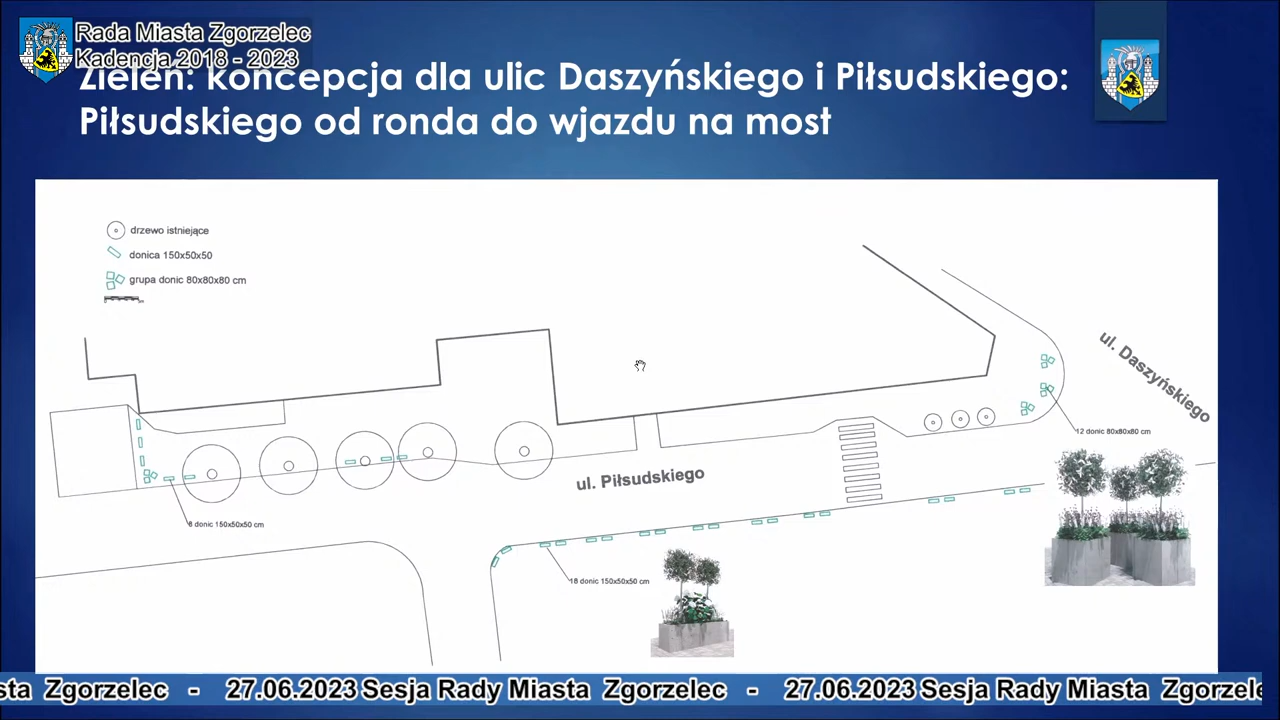 Rada Miasta Zgorzelec
Kadencja 2018 - 2023
Zieleń: koncepcja dla ulic Daszyńskiego i Piłsudskiego:
Piłsudskiego od ronda do wjazdu na most
drzewo istniejące
donica 150x50x50
grupa donic 80x80x80 cm
ul. Daszyńskiego
12 donic 80x80x80 cm
ul. Piłsudskiego
8 donic 150x50x50 cm
18 donic 150x50x50 cm
sta Zgorzelec - 27.06.2023 Sesja Rady Miasta Zgorzelec - 27.06.2023 Sesja Rady Miasta Zgorzele